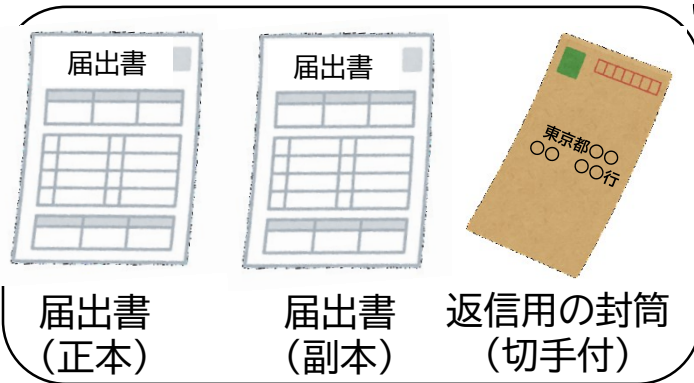 届出書
届出書
東京都〇〇
〇〇 〇〇行
届出書
（正本）
届出書
（副本）
返信用の封筒
（切手付）